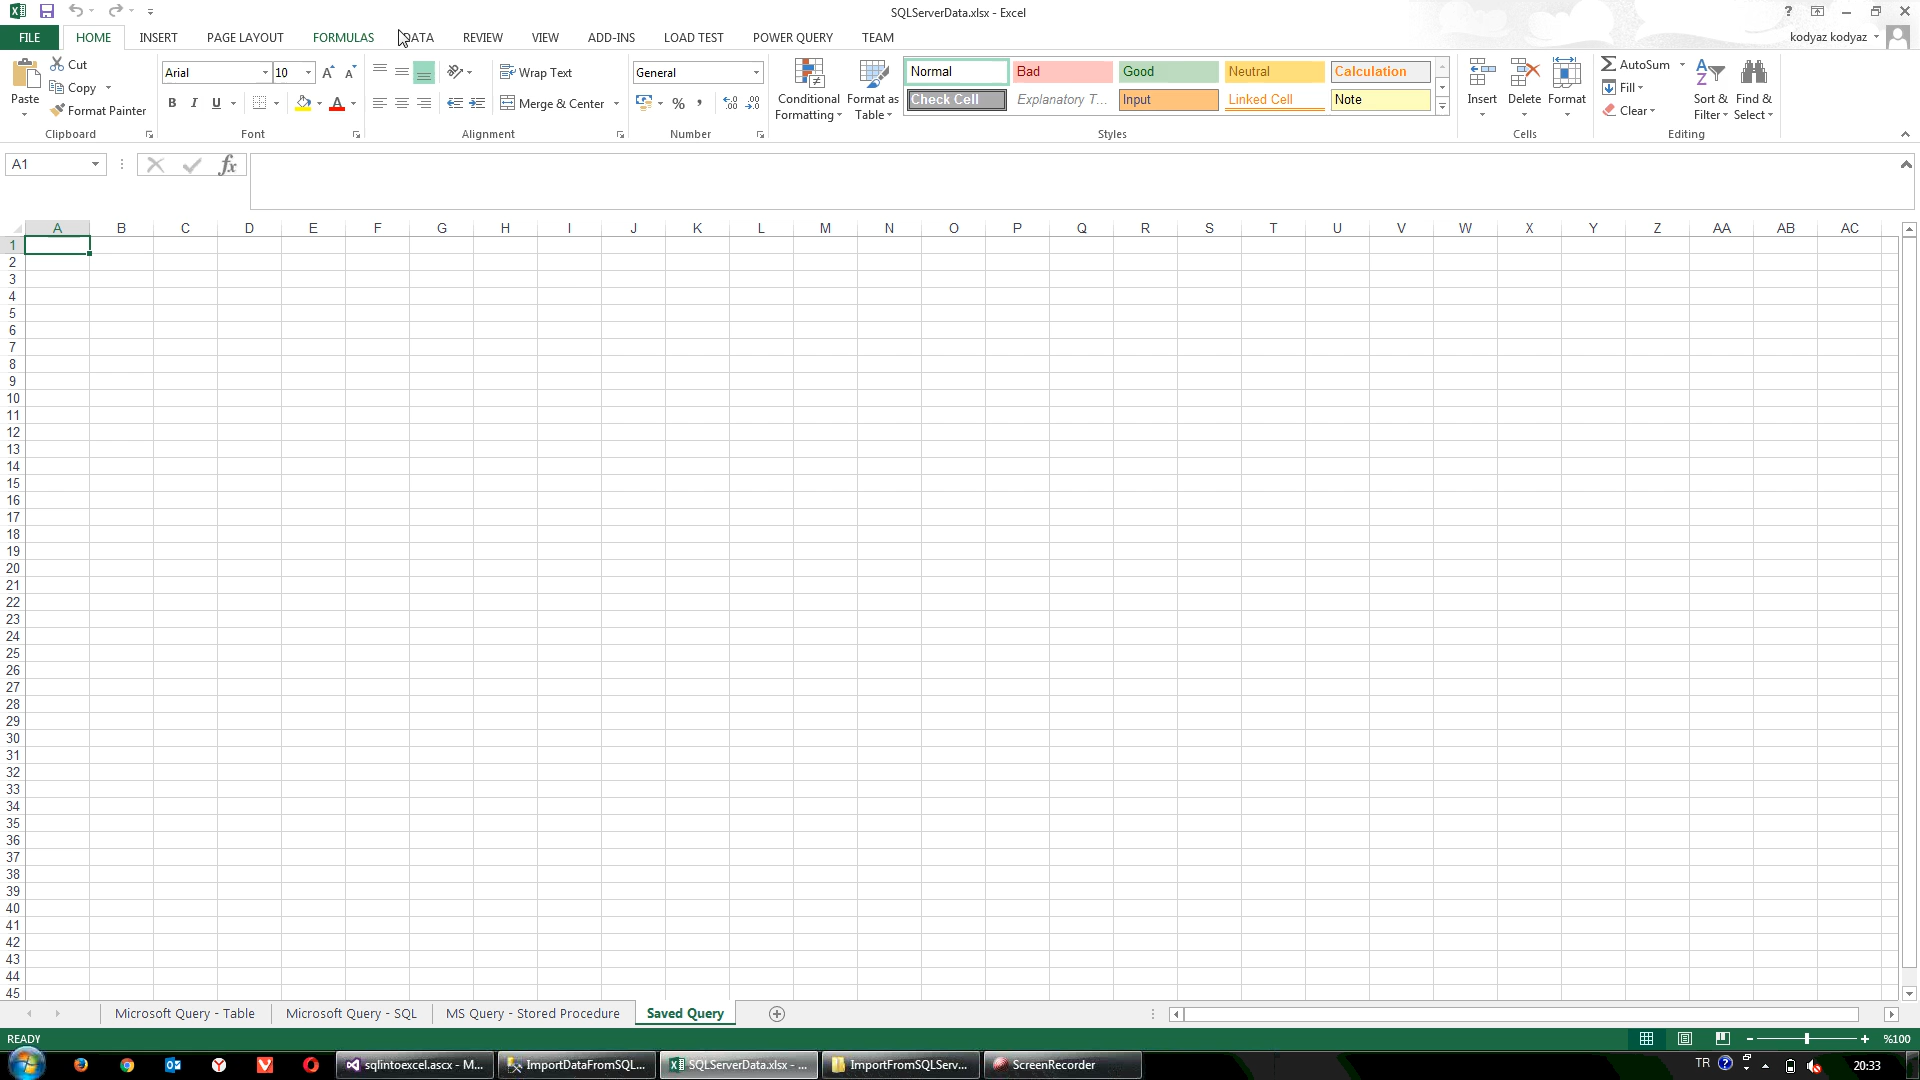 SQLServerData.xlsx - Excel
FILE HOME INSERT PAGE LAYOUT FORMULAS DATA REVIEW VIEW ADD-INS LOAD TEST POWER QUERY TEAM kodyaz kodyaz
Paste
Cut
Copy
Format Painter
Clipboard
Arial 10
B I U A
Font
Wrap Text
Merge & Center
Alignment
General
%
Number
Conditional Formatting
Format as Table
Normal Bad Good Neutral Calculation
Check Cell Explanatory T... Input Linked Cell Note
Styles
Insert Delete Format
Cells
AutoSum
Fill
Clear
Sort & Filter
Find & Select
Editing
A1 fx
A B C D E F G H I J K L M N O P Q R S T U V W X Y Z AA AB AC
1
2
3
4
5
6
7
8
9
10
11
12
13
14
15
16
17
18
19
20
21
22
23
24
25
26
27
28
29
30
31
32
33
34
35
36
37
38
39
40
41
42
43
44
45
Microsoft Query - Table Microsoft Query - SQL MS Query - Stored Procedure Saved Query
READY %100
sqlintoexcel.ascx - M... ImportDataFromSQL... SQLServerData.xlsx - ... ImportFromSQLServ... ScreenRecorder TR 20:33